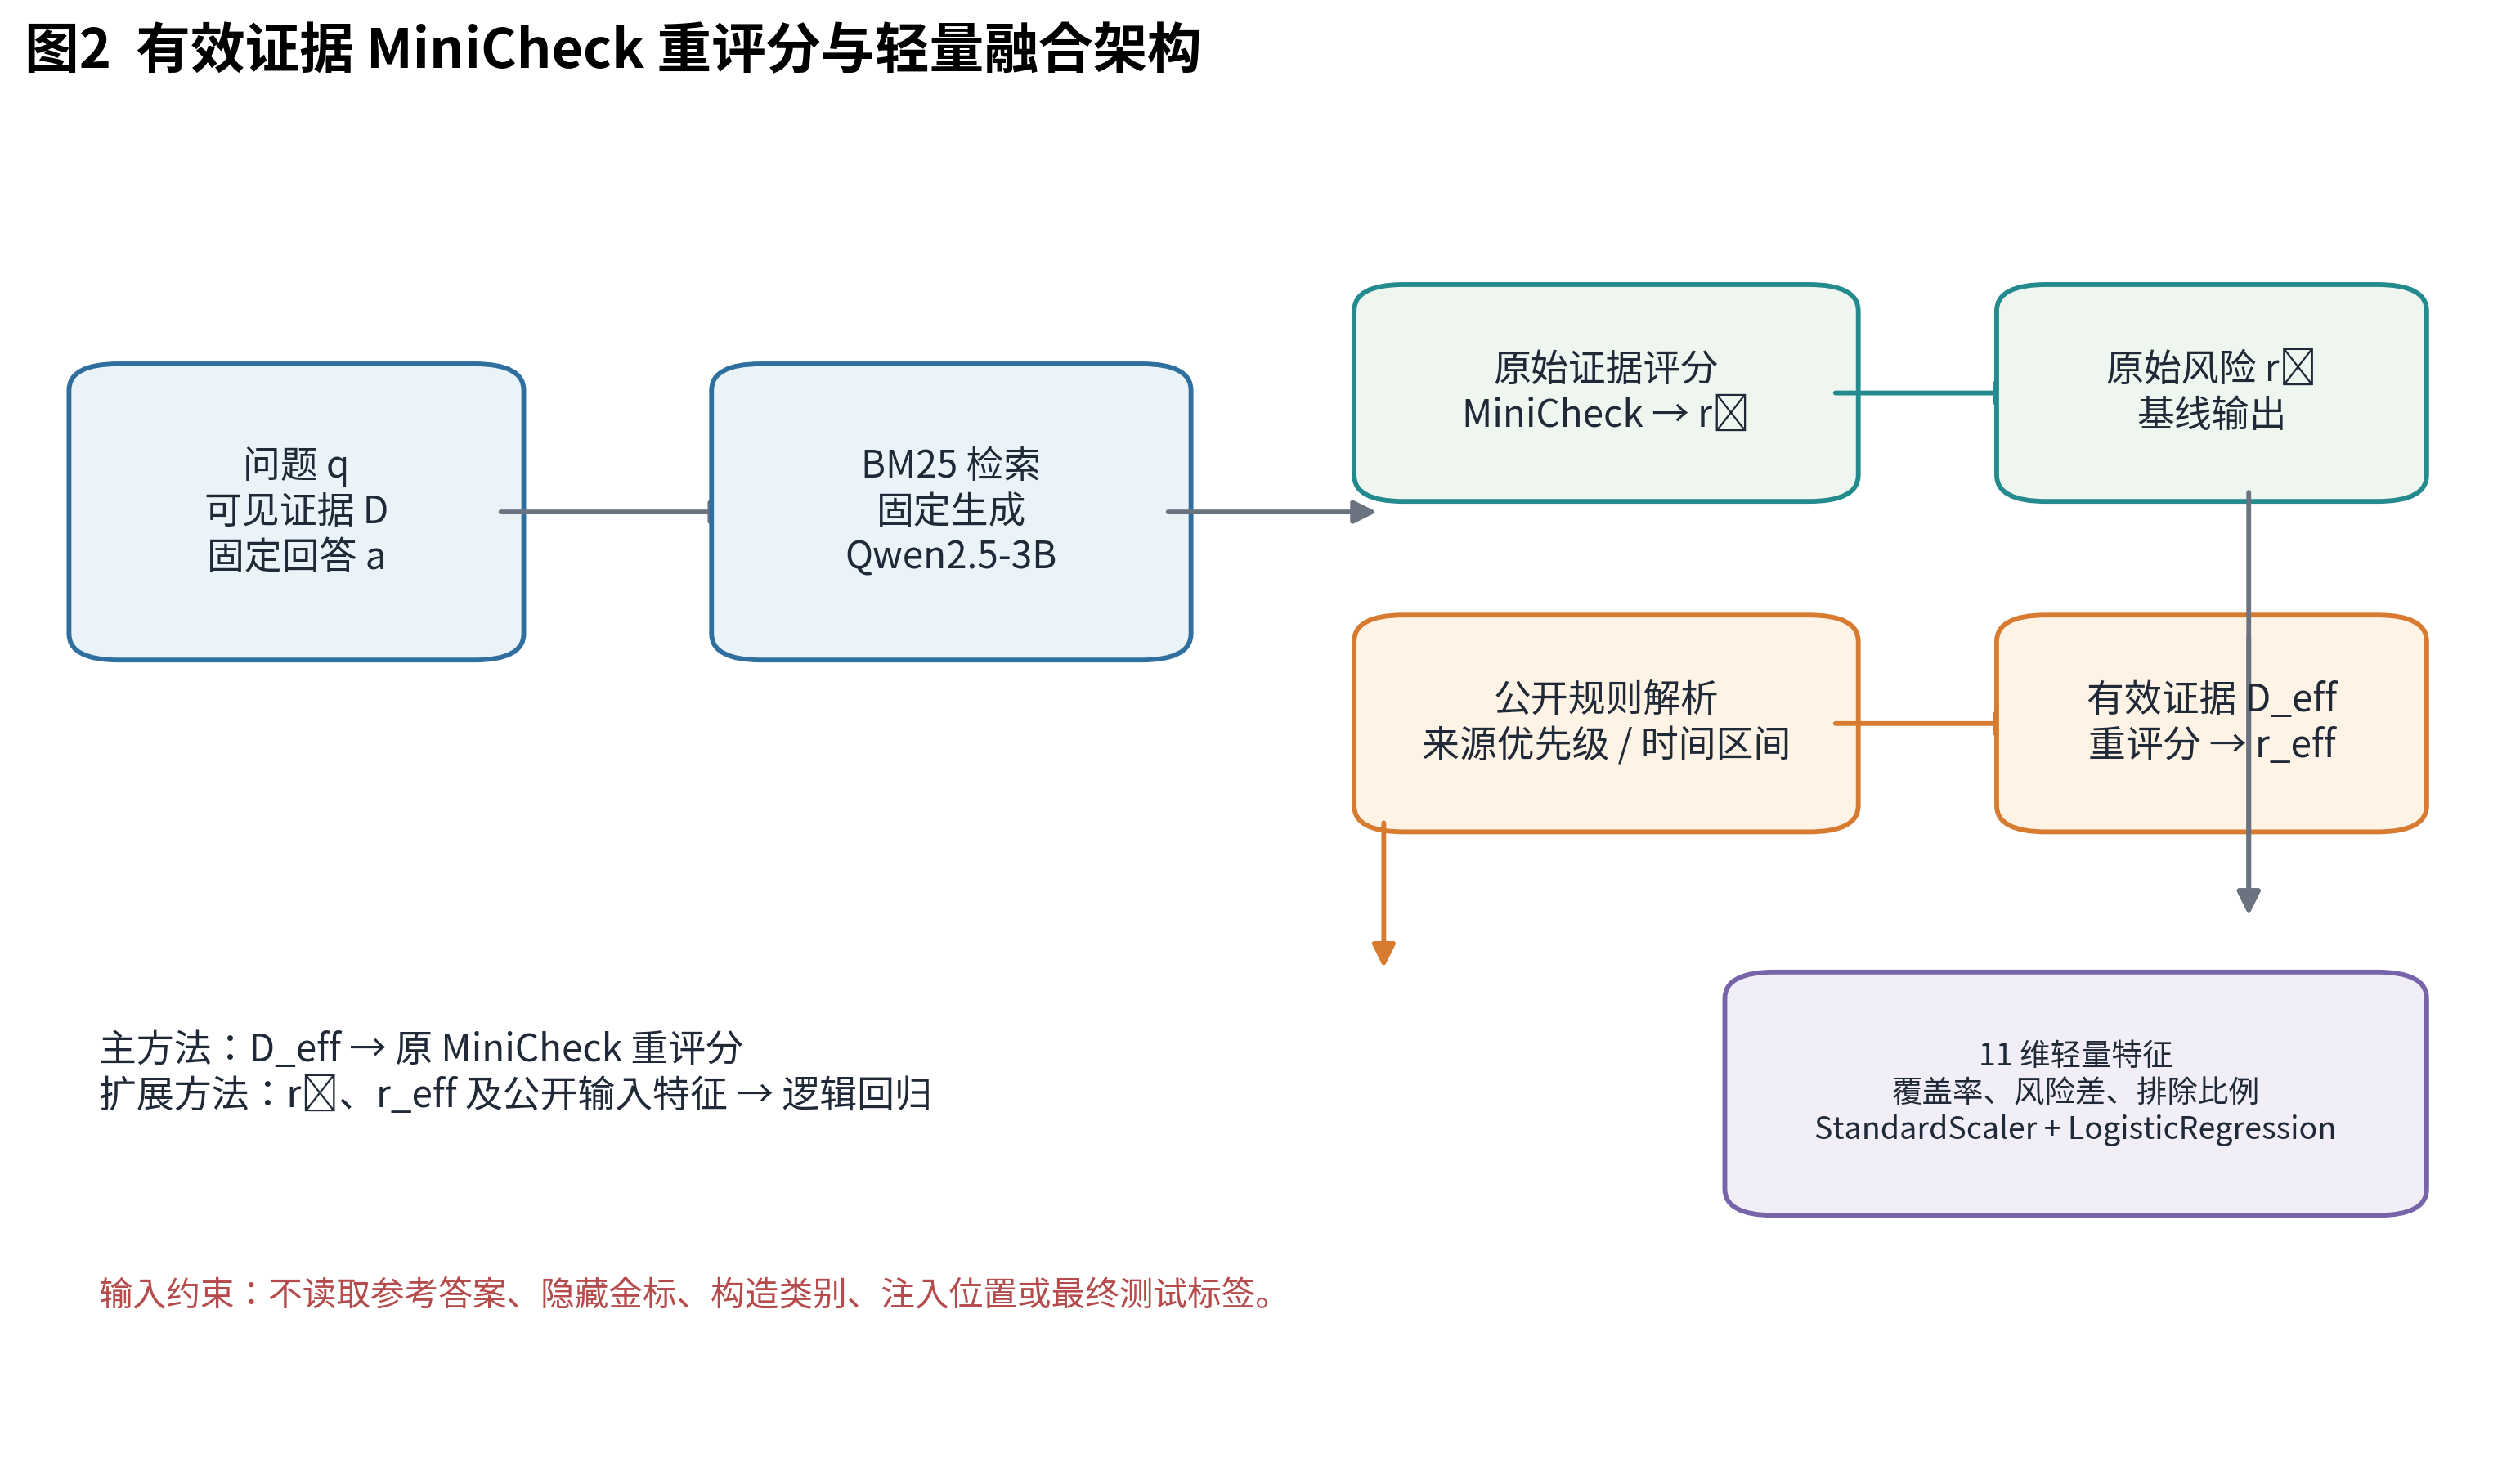 图2 有效证据 MiniCheck 重评分与轻量融合架构
问题 q
可见证据 D
固定回答 a
BM25 检索
固定生成
Qwen2.5-3B
原始证据评分
MiniCheck → r
原始风险 r
基线输出
公开规则解析
来源优先级 / 时间区间
有效证据 D_eff
重评分 → r_eff
主方法：D_eff → 原 MiniCheck 重评分
扩展方法：r、r_eff 及公开输入特征 → 逻辑回归
11 维轻量特征
覆盖率、风险差、排除比例
StandardScaler + LogisticRegression
输入约束：不读取参考答案、隐藏金标、构造类别、注入位置或最终测试标签。